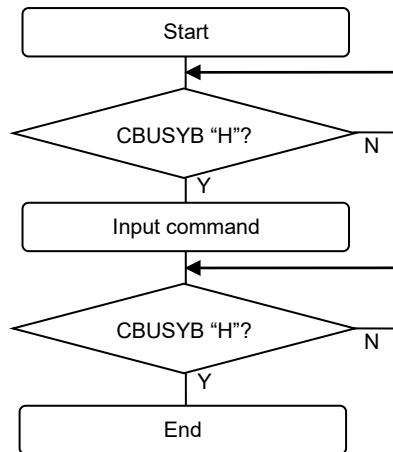 Start
CBUSYB “H”?
N
Y
Input command
CBUSYB “H”?
N
Y
End